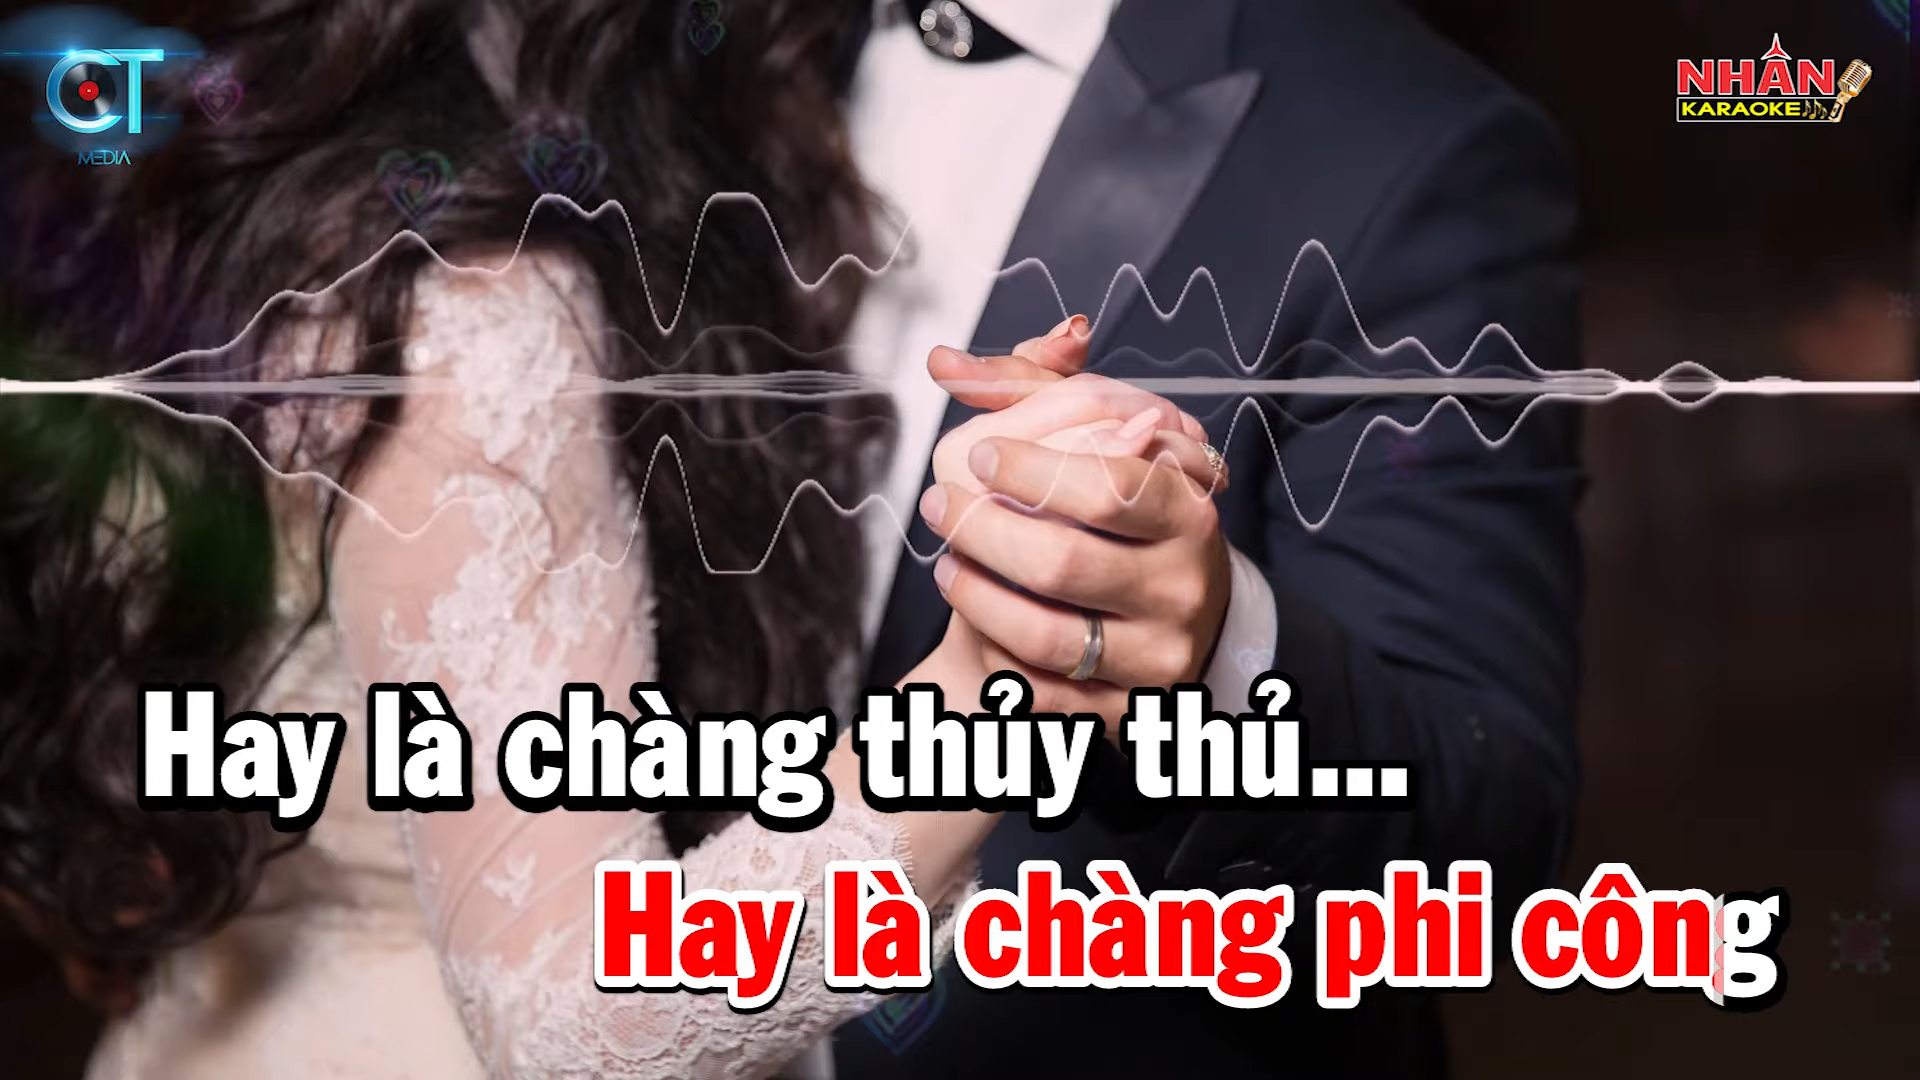 CT
MEDIA
NHÂN
KARAOKE
Hay là chàng thủy thủ...
Hay là chàng phi công